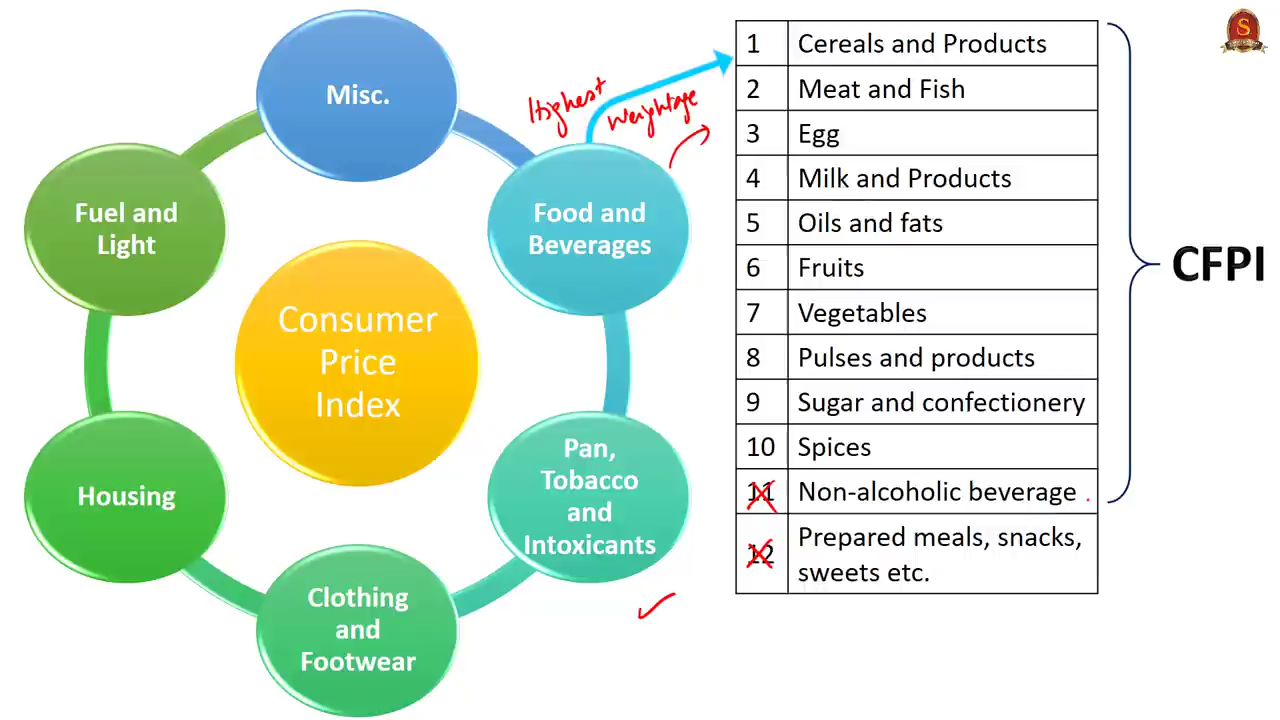 Misc.
Fuel and
Light
Food and
Beverages
Highest
Weightage
Consumer
Price
Index
Housing
Pan,
Tobacco
and
Intoxicants
Clothing
and
Footwear
1 Cereals and Products
2 Meat and Fish
3 Egg
4 Milk and Products
5 Oils and fats
6 Fruits
7 Vegetables
8 Pulses and products
9 Sugar and confectionery
10 Spices
11 Non-alcoholic beverage
12 Prepared meals, snacks,
sweets etc.
CFPI
S